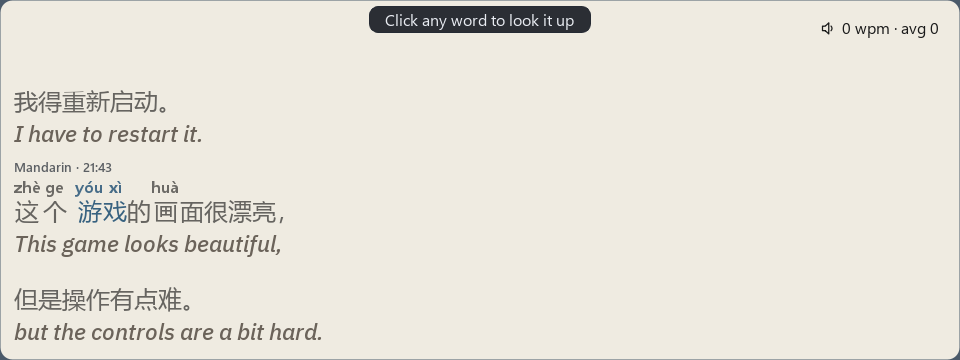 Click any word to look it up
0 wpm · avg 0
我得重新启动。
I have to restart it.
Mandarin · 21:43
zhè ge yóu xì huà
这个游戏的画面很漂亮，
This game looks beautiful,
但是操作有点难。
but the controls are a bit hard.